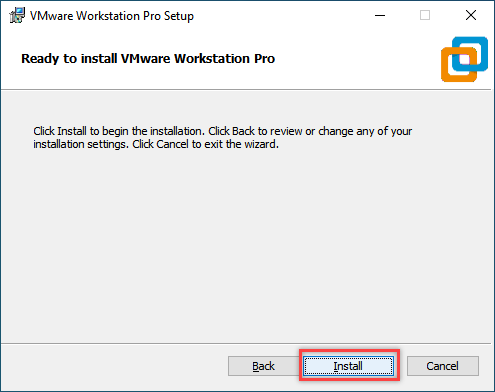 VMware Workstation Pro Setup
Ready to install VMware Workstation Pro
Click Install to begin the installation. Click Back to review or change any of your
installation settings. Click Cancel to exit the wizard.
Back Install Cancel